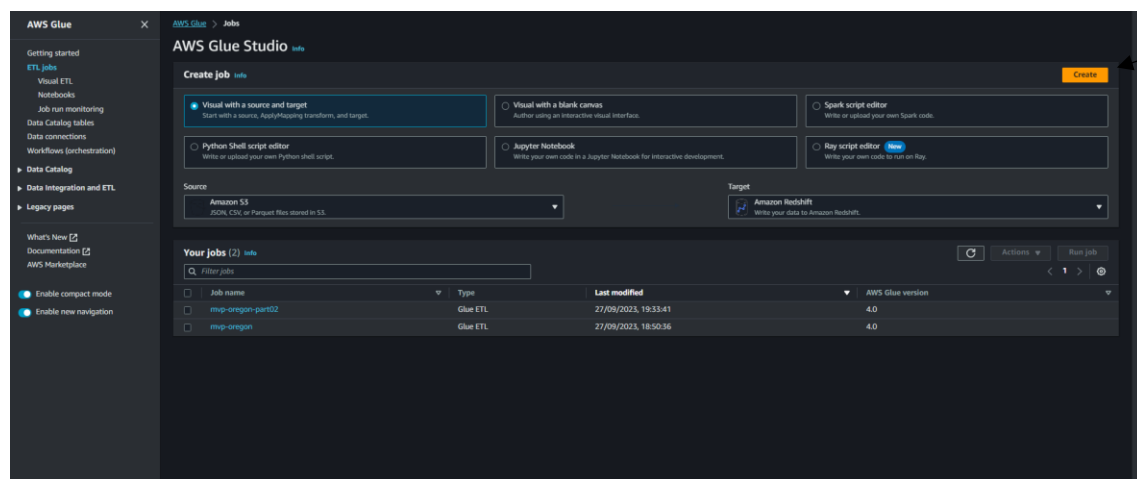 AWS Glue
Getting started
ETL jobs
Visual ETL
Notebooks
Job run monitoring
Data Catalog tables
Data connections
Workflows (orchestration)
Data Catalog
Data Integration and ETL
Legacy pages
What's New
Documentation
AWS Marketplace
Enable compact mode
Enable new navigation
AWS Glue > Jobs
AWS Glue Studio Info
Create job Info
Create
Visual with a source and target
Start with a source, ApplyMapping transform, and target.
Visual with a blank canvas
Author using an interactive visual interface.
Spark script editor
Write or upload your own Spark code.
Python Shell script editor
Write or upload your own Python shell script.
Jupyter Notebook
Write your own code in a Jupyter Notebook for interactive development.
Ray script editor New
Write your own code to run on Ray.
Source
Amazon S3
JSON, CSV, or Parquet files stored in S3.
Target
Amazon Redshift
Write your data to Amazon Redshift.
Your jobs (2) Info
Actions
Run job
Filter jobs
< 1 >
Job name Type Last modified AWS Glue version
mvp-oregon-part02 Glue ETL 27/09/2023, 19:33:41 4.0
mvp-oregon Glue ETL 27/09/2023, 18:50:36 4.0